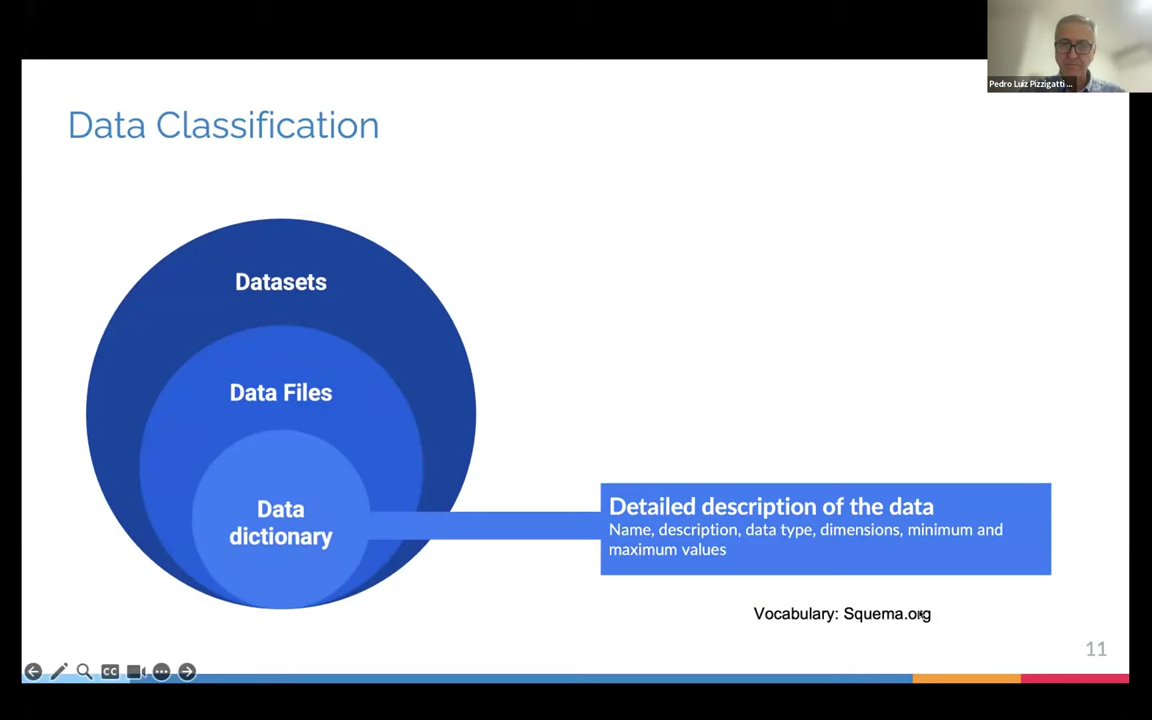 Pedro Luiz Pizzigatti ...
Data Classification
Datasets
Data Files
Data
dictionary
Detailed description of the data
Name, description, data type, dimensions, minimum and
maximum values
Vocabulary: Squema.org
11
CC